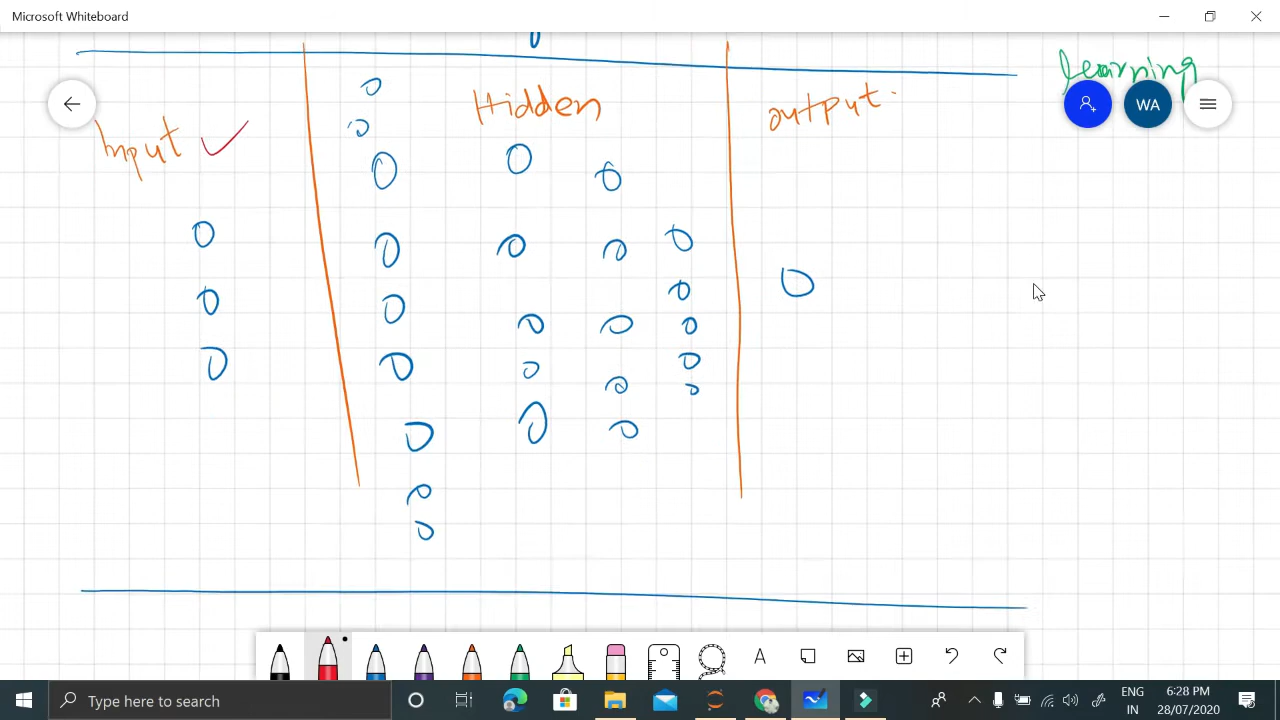 Microsoft Whiteboard
learning
Hidden
output.
Input
WA
A
Type here to search
ENG
IN
6:28 PM
28/07/2020